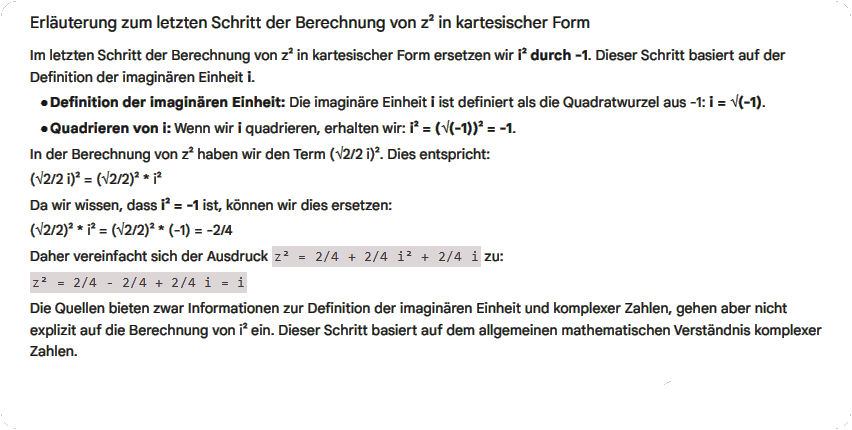 Erläuterung zum letzten Schritt der Berechnung von z² in kartesischer Form
Im letzten Schritt der Berechnung von z² in kartesischer Form ersetzen wir i² durch -1. Dieser Schritt basiert auf der
Definition der imaginären Einheit i.
●Definition der imaginären Einheit: Die imaginäre Einheit i ist definiert als die Quadratwurzel aus -1: i = √(-1).
●Quadrieren von i: Wenn wir i quadrieren, erhalten wir: i² = (√(-1))² = -1.
In der Berechnung von z² haben wir den Term (√2/2 i)². Dies entspricht:
(√2/2 i)² = (√2/2)² * i²
Da wir wissen, dass i² = -1 ist, können wir dies ersetzen:
(√2/2)² * i² = (√2/2)² * (-1) = -2/4
Daher vereinfacht sich der Ausdruck z² = 2/4 + 2/4 i² + 2/4 i zu:
z² = 2/4 - 2/4 + 2/4 i = i
Die Quellen bieten zwar Informationen zur Definition der imaginären Einheit und komplexer Zahlen, gehen aber nicht
explizit auf die Berechnung von i² ein. Dieser Schritt basiert auf dem allgemeinen mathematischen Verständnis komplexer
Zahlen.